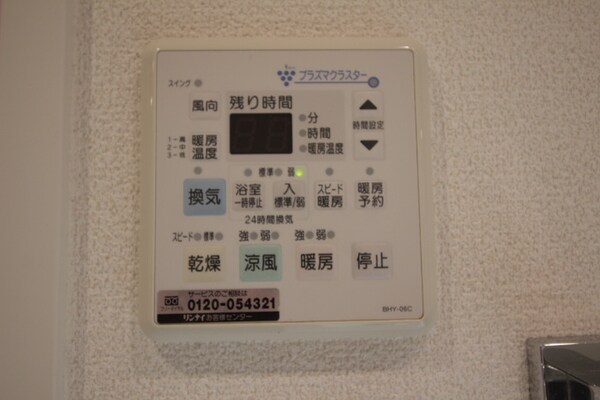 プラズマクラスター
スイング
風向
残り時間
分
時間
暖房温度
時間設定
1-高
2-中
3-低
暖房
温度
標準 弱
換気
浴室
一時停止
入
標準/弱
スピード
暖房
暖房
予約
24時間換気
スピード 標準 強 弱 強 弱
乾燥 涼風 暖房 停止
サービスのご相談は
0120-054321
リンナイお客様センター
BHY-06C